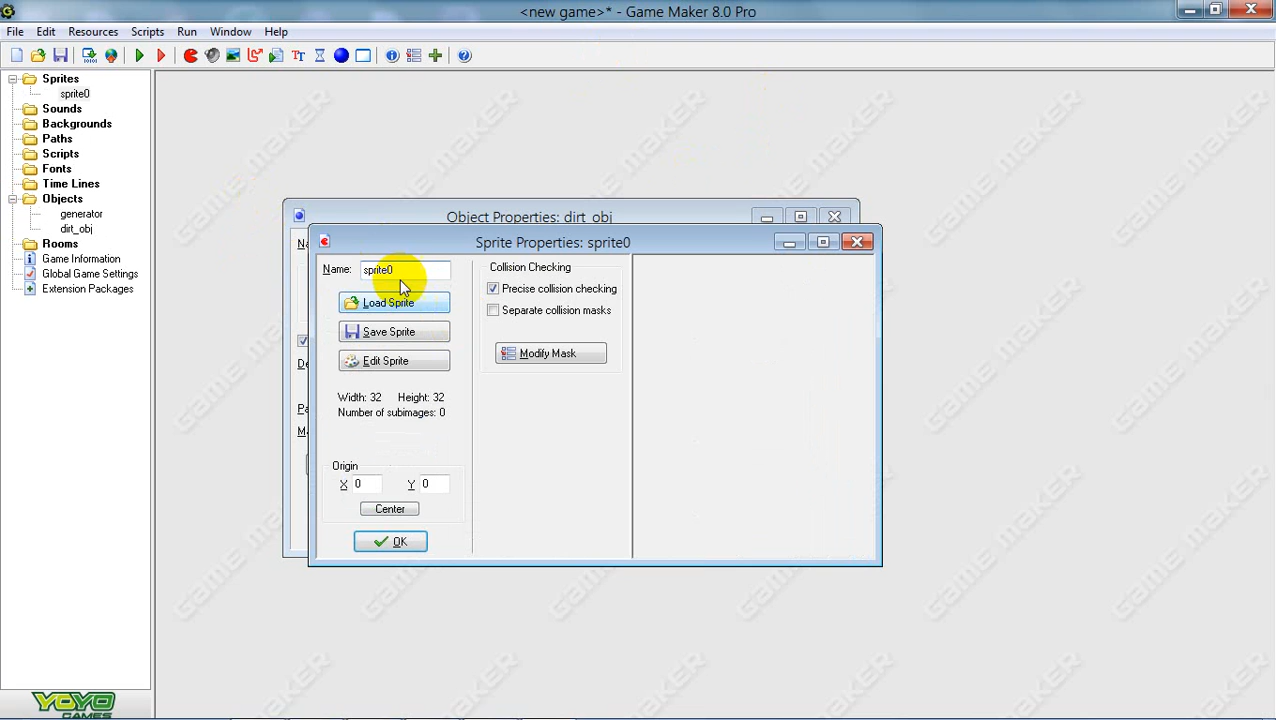 <new game>* - Game Maker 8.0 Pro
File Edit Resources Scripts Run Window Help
Sprites
sprite0
Sounds
Backgrounds
Paths
Scripts
Fonts
Time Lines
Objects
generator
dirt_obj
Rooms
Game Information
Global Game Settings
Extension Packages
Object Properties: dirt_obj
Sprite Properties: sprite0
Name: sprite0
Load Sprite
Save Sprite
Edit Sprite
Width: 32 Height: 32
Number of subimages: 0
Origin
X 0 Y 0
Center
OK
Collision Checking
Precise collision checking
Separate collision masks
Modify Mask
GAME MAKER
YOYO
GAMES